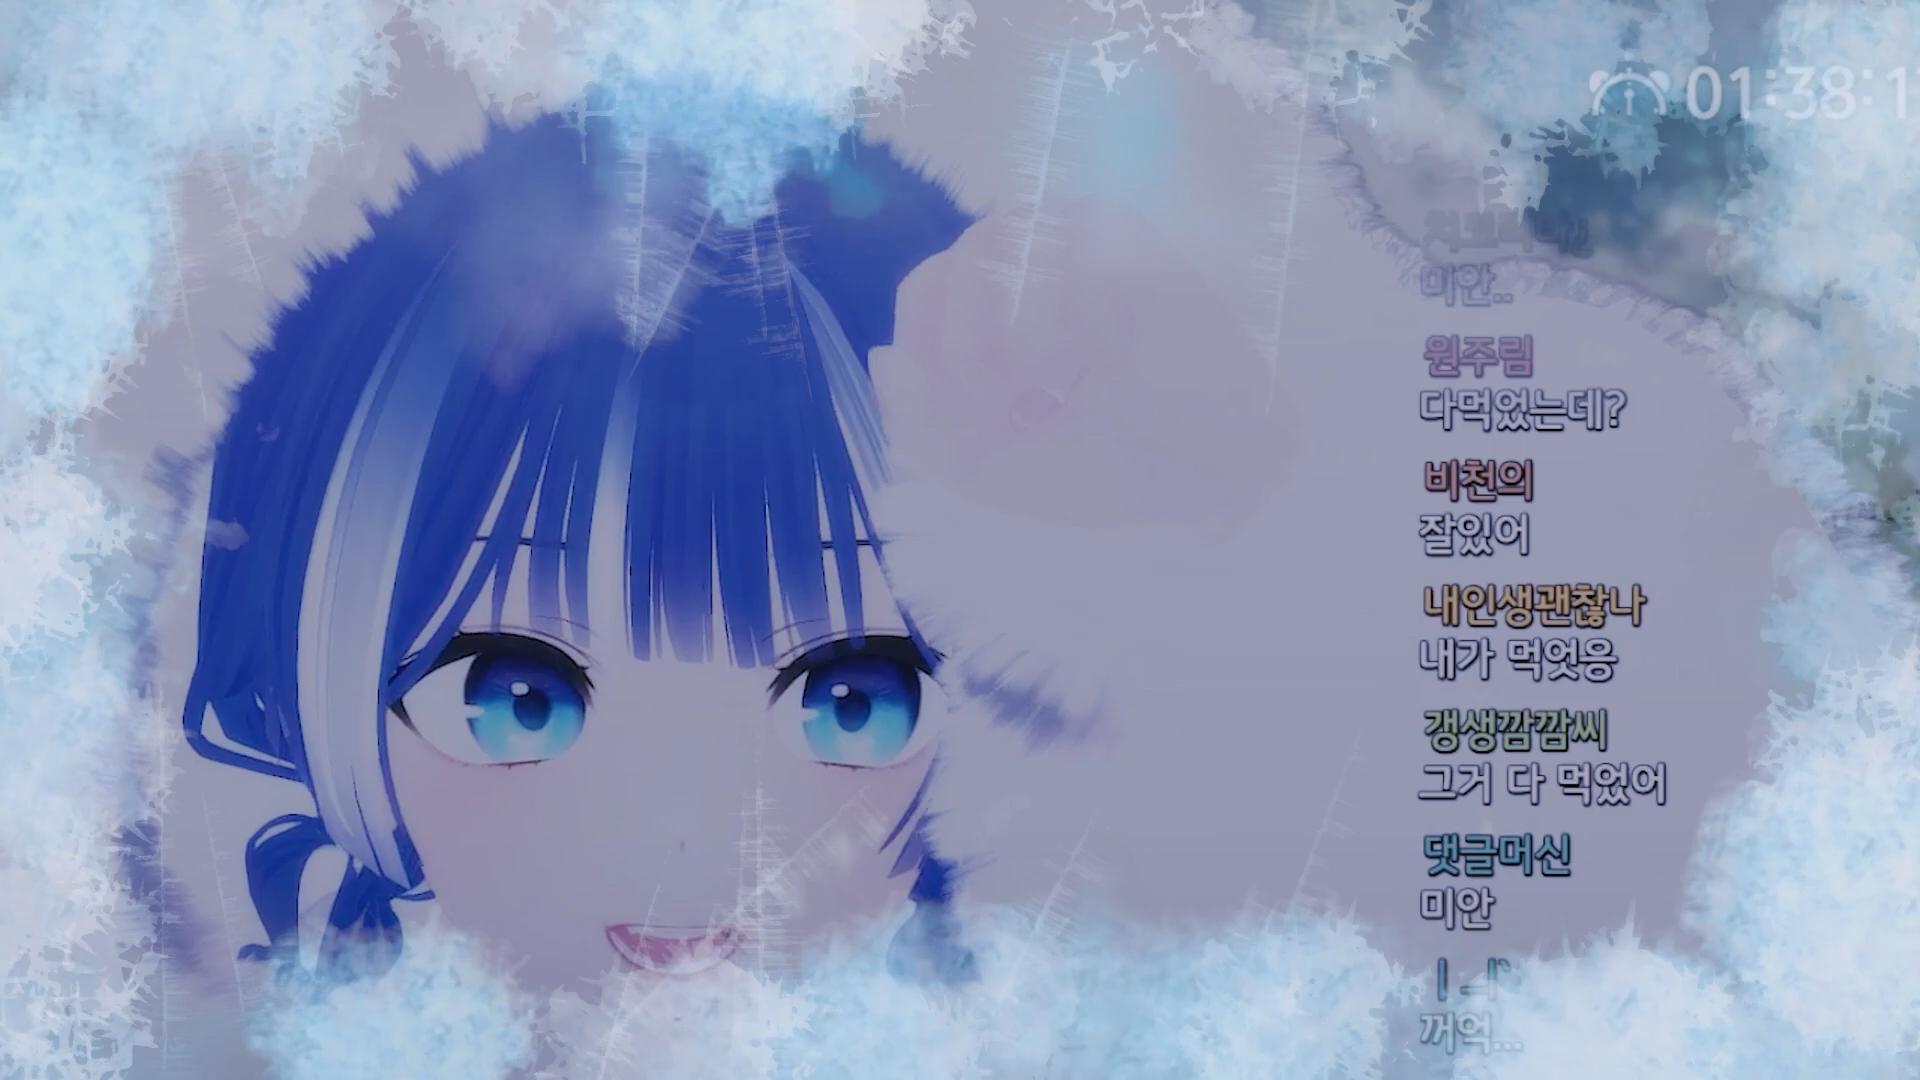 01:38:1
미안..
원주림
다먹었는데?
비천의
잘있어
내인생괜찮나
내가 먹엇응
갱생깜깜씨
그거 다 먹었어
댓글머신
미안
꺼억...